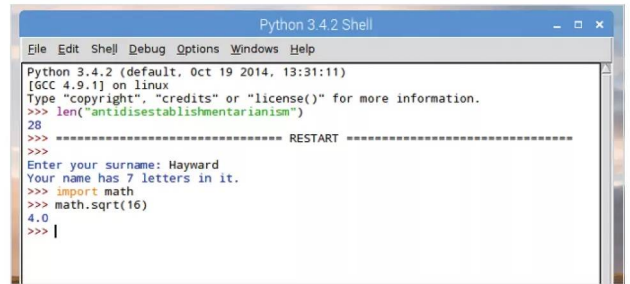 Python 3.4.2 Shell
File Edit Shell Debug Options Windows Help
Python 3.4.2 (default, Oct 19 2014, 13:31:11)
[GCC 4.9.1] on linux
Type "copyright", "credits" or "license()" for more information.
>>> len("antidisestablishmentarianism")
28
>>> ================================ RESTART ================================
>>>
Enter your surname: Hayward
Your name has 7 letters in it.
>>> import math
>>> math.sqrt(16)
4.0
>>>